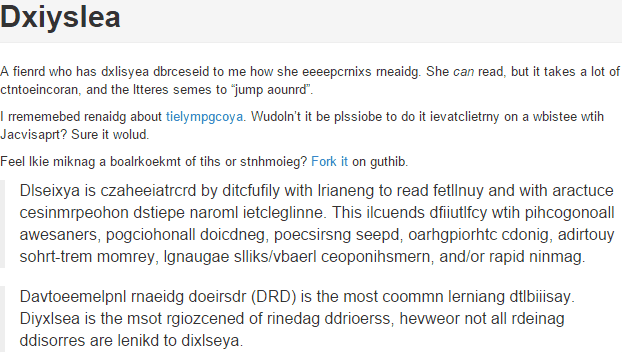 Dxiyslea
A fienrd who has dxlisyea dbrceseid to me how she eeeepcrnixs rneaidg. She can read, but it takes a lot of
ctntoeincoran, and the ltteres semes to “jump aounrd”.
I rrememebed renaidg about tielympgcoya. Wudoln’t it be plssiobe to do it ievatclietrny on a wbistee wtih
Jacvisaprt? Sure it wolud.
Feel lkie miknag a boalrkoekmt of tihs or stnhmoieg? Fork it on guthib.
Dlseixya is czaheeiatrcrd by ditcfufily with lrianeng to read fetllnuy and with aractuce
cesinmrpeohon dstiepe naroml ietcleglinne. This ilcuends dfiiutlfcy wtih pihcogonoall
awesaners, pogciohonall doicdneg, poecsirsng seepd, oarhgpiorhtc cdonig, adirtouy
sohrt-trem momrey, lgnaugae slliks/vbaerl ceoponihsmern, and/or rapid ninmag.
Davtoeemelpnl rnaeidg doeirsdr (DRD) is the most coommn lerniang dtlbiiisay.
Diyxlsea is the msot rgiozcened of rinedag ddrioerss, hevweor not all rdeinag
ddisorres are lenikd to dixlseya.